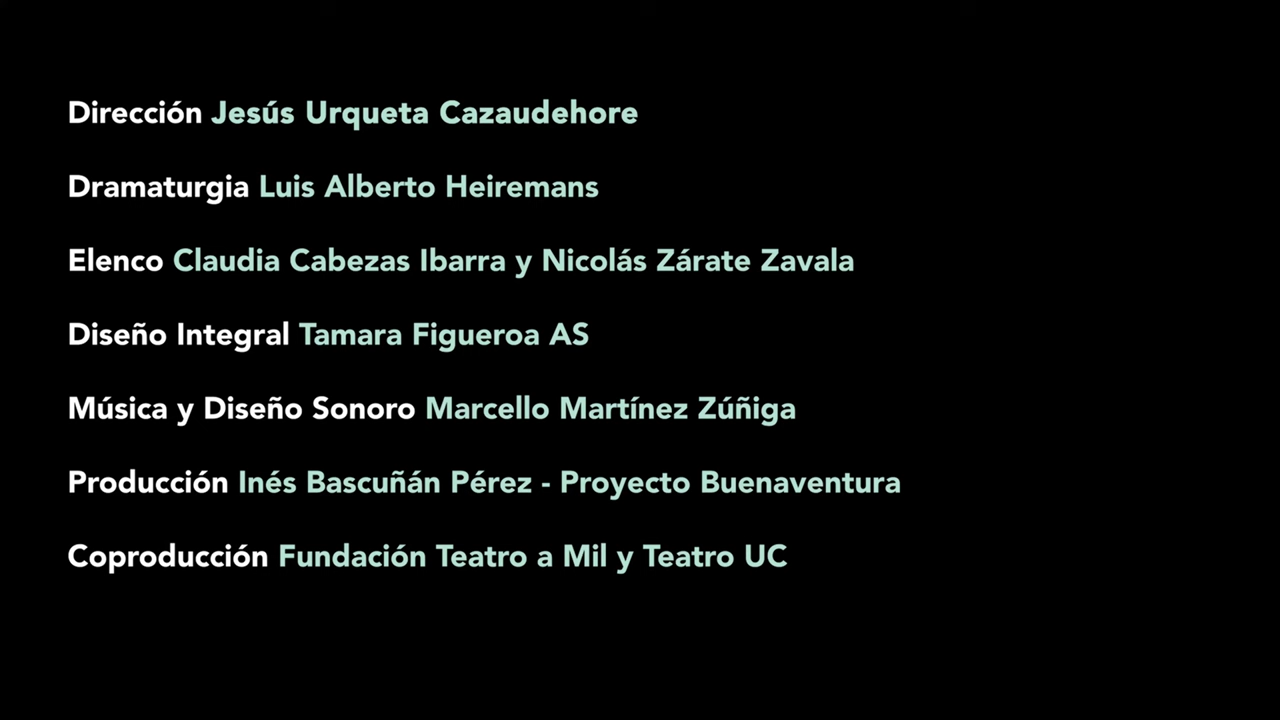 Dirección Jesús Urqueta Cazaudehore
Dramaturgia Luis Alberto Heiremans
Elenco Claudia Cabezas Ibarra y Nicolás Zárate Zavala
Diseño Integral Tamara Figueroa AS
Música y Diseño Sonoro Marcello Martínez Zúñiga
Producción Inés Bascuñán Pérez - Proyecto Buenaventura
Coproducción Fundación Teatro a Mil y Teatro UC